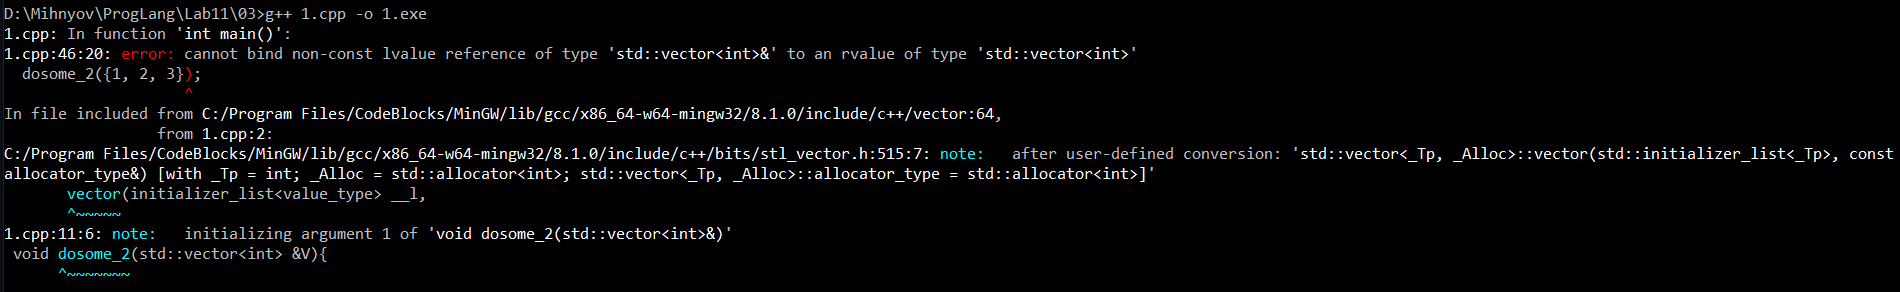 D:\Mihnyov\ProgLang\Lab11\03>g++ 1.cpp -o 1.exe
1.cpp: In function 'int main()':
1.cpp:46:20: error: cannot bind non-const lvalue reference of type 'std::vector<int>&' to an rvalue of type 'std::vector<int>'
  dosome_2({1, 2, 3});
                    ^
In file included from C:/Program Files/CodeBlocks/MinGW/lib/gcc/x86_64-w64-mingw32/8.1.0/include/c++/vector:64,
                 from 1.cpp:2:
C:/Program Files/CodeBlocks/MinGW/lib/gcc/x86_64-w64-mingw32/8.1.0/include/c++/bits/stl_vector.h:515:7: note:   after user-defined conversion: 'std::vector<_Tp, _Alloc>::vector(std::initializer_list<_Tp>, const
allocator_type&) [with _Tp = int; _Alloc = std::allocator<int>; std::vector<_Tp, _Alloc>::allocator_type = std::allocator<int>]'
       vector(initializer_list<value_type> __l,
       ^~~~~~
1.cpp:11:6: note:   initializing argument 1 of 'void dosome_2(std::vector<int>&)'
 void dosome_2(std::vector<int> &V){
      ^~~~~~~~